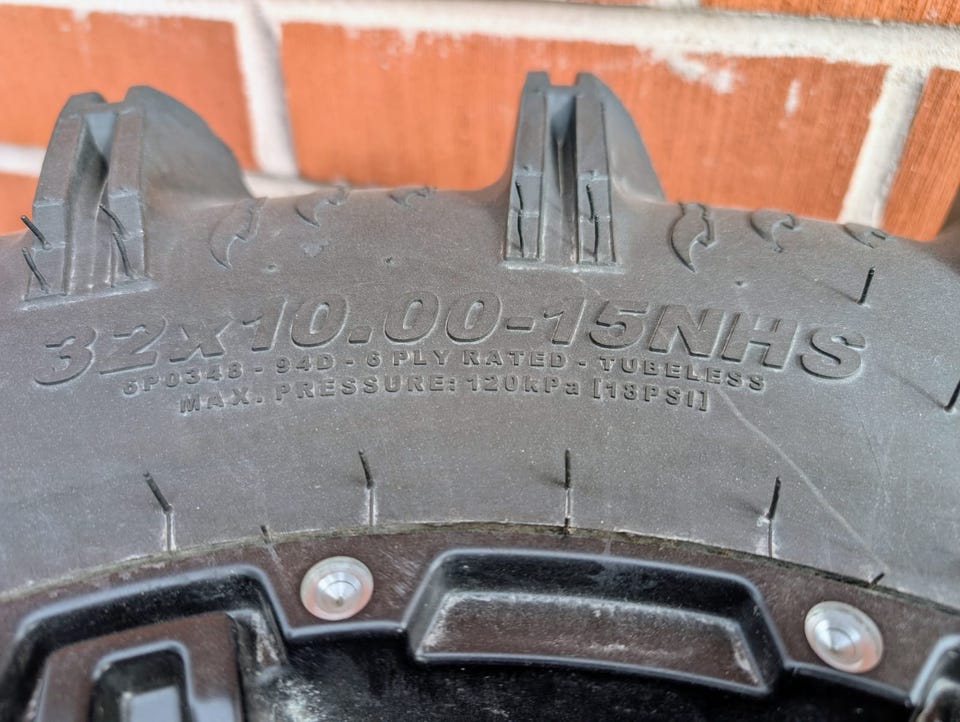 32x10.00-15NHS
6P0348 - 94D - 6 PLY RATED - TUBELESS
MAX. PRESSURE: 120kPa [18PSI]